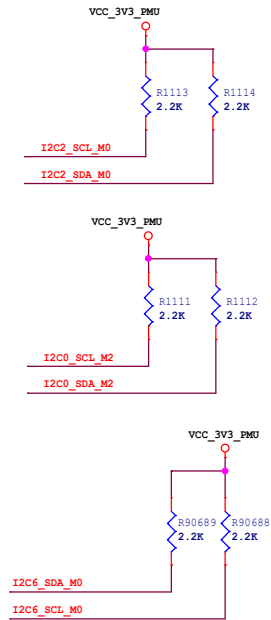 VCC_3V3_PMU
R1113 R1114
2.2K 2.2K
I2C2_SCL_M0
I2C2_SDA_M0
VCC_3V3_PMU
R1111 R1112
2.2K 2.2K
I2C0_SCL_M2
I2C0_SDA_M2
VCC_3V3_PMU
R90689 R90688
2.2K 2.2K
I2C6_SDA_M0
I2C6_SCL_M0